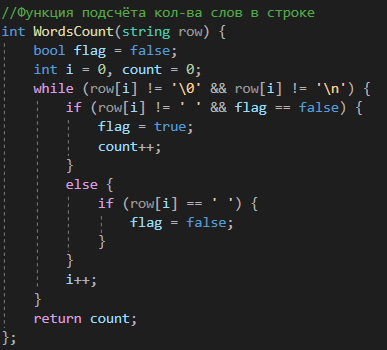 //Функция подсчёта кол-ва слов в строке
int WordsCount(string row) {
    bool flag = false;
    int i = 0, count = 0;
    while (row[i] != '\0' && row[i] != '\n') {
        if (row[i] != ' ' && flag == false) {
            flag = true;
            count++;
        }
        else {
            if (row[i] == ' ') {
                flag = false;
            }
        }
        i++;
    }
    return count;
};